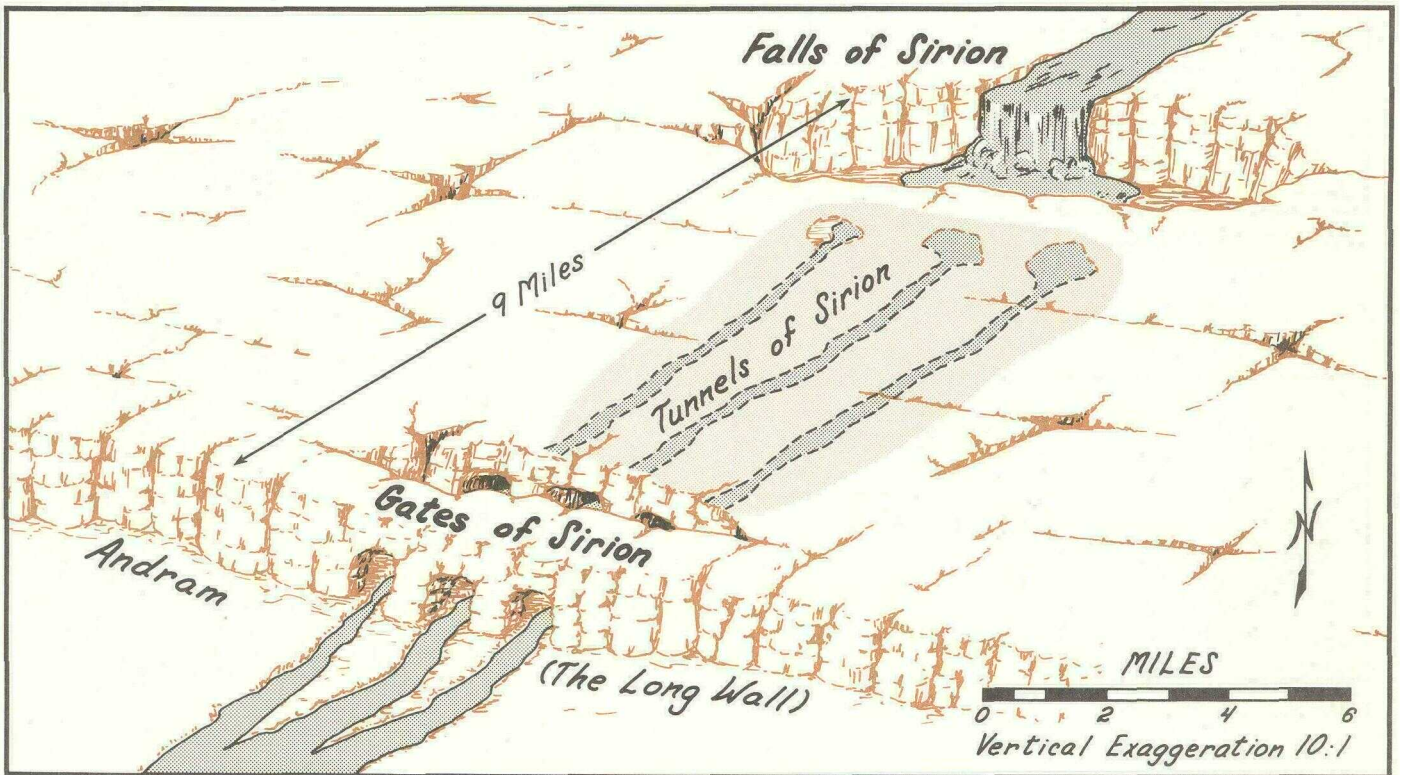 Falls of Sirion
9 Miles
Tunnels of Sirion
Gates of Sirion
Andram
(The Long Wall)
N
MILES
0 2 4 6
Vertical Exaggeration 10:1